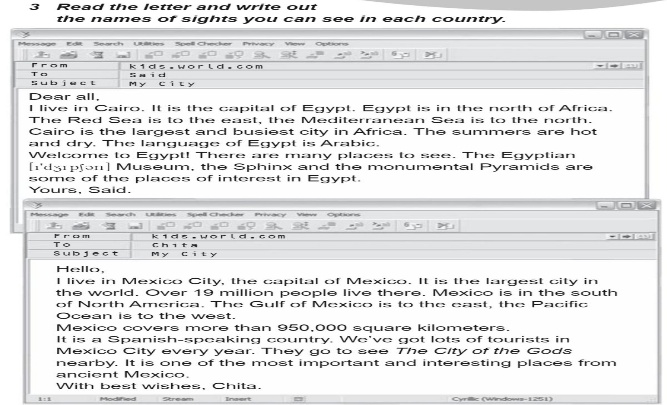 3 Read the letter and write out
the names of sights you can see in each country.
Message Edit Search Utilities Spell Checker Privacy View Options
From kids.world.com
To Said
Subject My City
Dear all,
I live in Cairo. It is the capital of Egypt. Egypt is in the north of Africa.
The Red Sea is to the east, the Mediterranean Sea is to the north.
Cairo is the largest and busiest city in Africa. The summers are hot
and dry. The language of Egypt is Arabic.
Welcome to Egypt! There are many places to see. The Egyptian
[ɪ'dʒɪpʃən] Museum, the Sphinx and the monumental Pyramids are
some of the places of interest in Egypt.
Yours, Said.
Message Edit Search Utilities Spell Checker Privacy View Options
From kids.world.com
To Chita
Subject My City
Hello,
I live in Mexico City, the capital of Mexico. It is the largest city in
the world. Over 19 million people live there. Mexico is in the south
of North America. The Gulf of Mexico is to the east, the Pacific
Ocean is to the west.
Mexico covers more than 950,000 square kilometers.
It is a Spanish-speaking country. We've got lots of tourists in
Mexico City every year. They go to see The City of the Gods
nearby. It is one of the most important and interesting places from
ancient Mexico.
With best wishes, Chita.
1:1 Modified Stream Insert Cyrillic (Windows-1251)